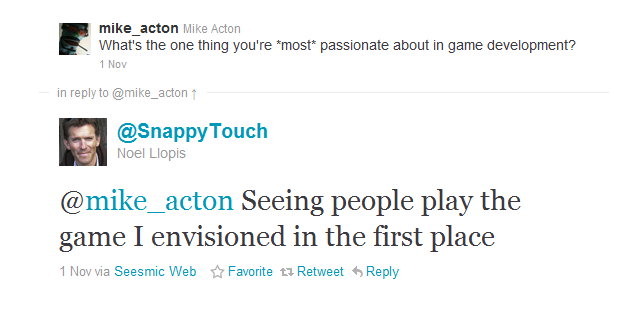 mike_acton Mike Acton
What's the one thing you're *most* passionate about in game development?
1 Nov
in reply to @mike_acton ↑
@SnappyTouch
Noel Llopis
@mike_acton Seeing people play the
game I envisioned in the first place
1 Nov via Seesmic Web Favorite Retweet Reply